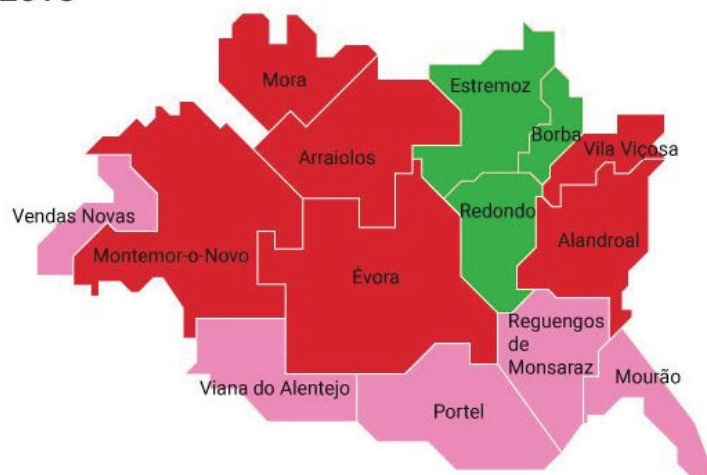 Mora
Estremoz
Borba
Arraiolos
Vila Viçosa
Vendas Novas
Redondo
Montemor-o-Novo
Évora
Alandroal
Reguengos
de
Monsaraz
Viana do Alentejo
Portel
Mourão